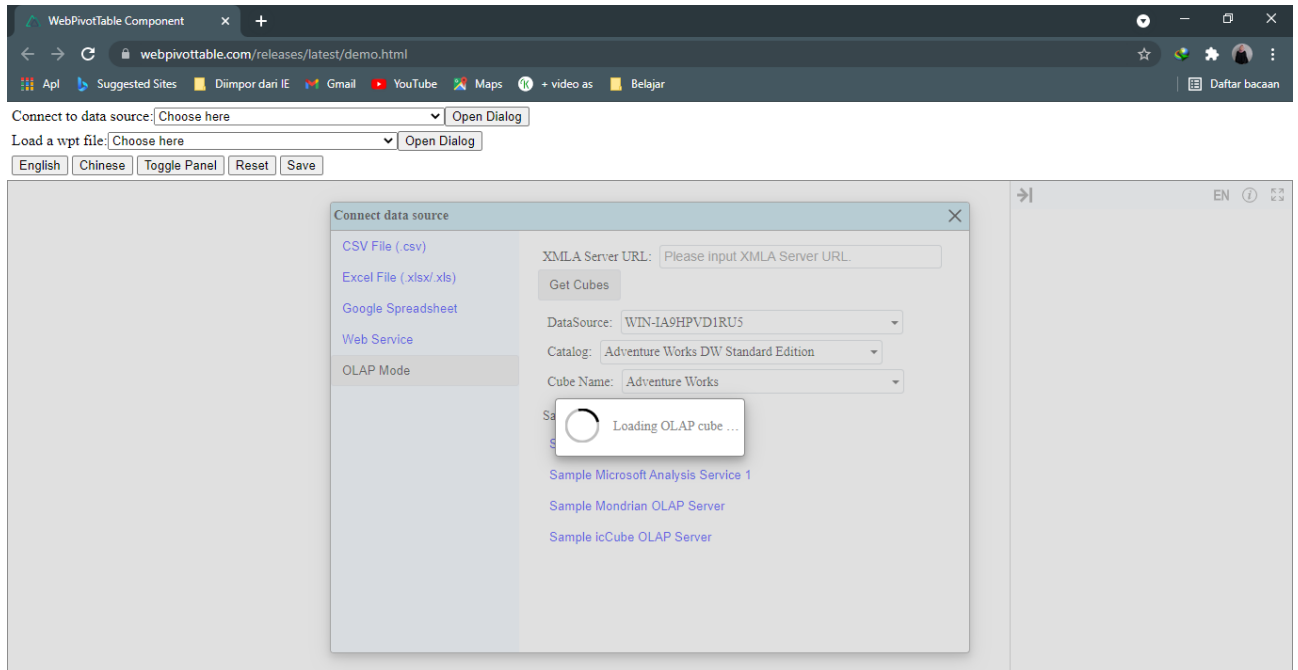 WebPivotTable Component
webpivottable.com/releases/latest/demo.html
Apl Suggested Sites Diimpor dari IE Gmail YouTube Maps + video as Belajar Daftar bacaan
Connect to data source: Choose here Open Dialog
Load a wpt file: Choose here Open Dialog
English Chinese Toggle Panel Reset Save
EN
Connect data source
CSV File (.csv)
Excel File (.xlsx/.xls)
Google Spreadsheet
Web Service
OLAP Mode
XMLA Server URL: Please input XMLA Server URL.
Get Cubes
DataSource: WIN-IA9HPVD1RU5
Catalog: Adventure Works DW Standard Edition
Cube Name: Adventure Works
Loading OLAP cube ...
Sample Microsoft Analysis Service 1
Sample Mondrian OLAP Server
Sample icCube OLAP Server